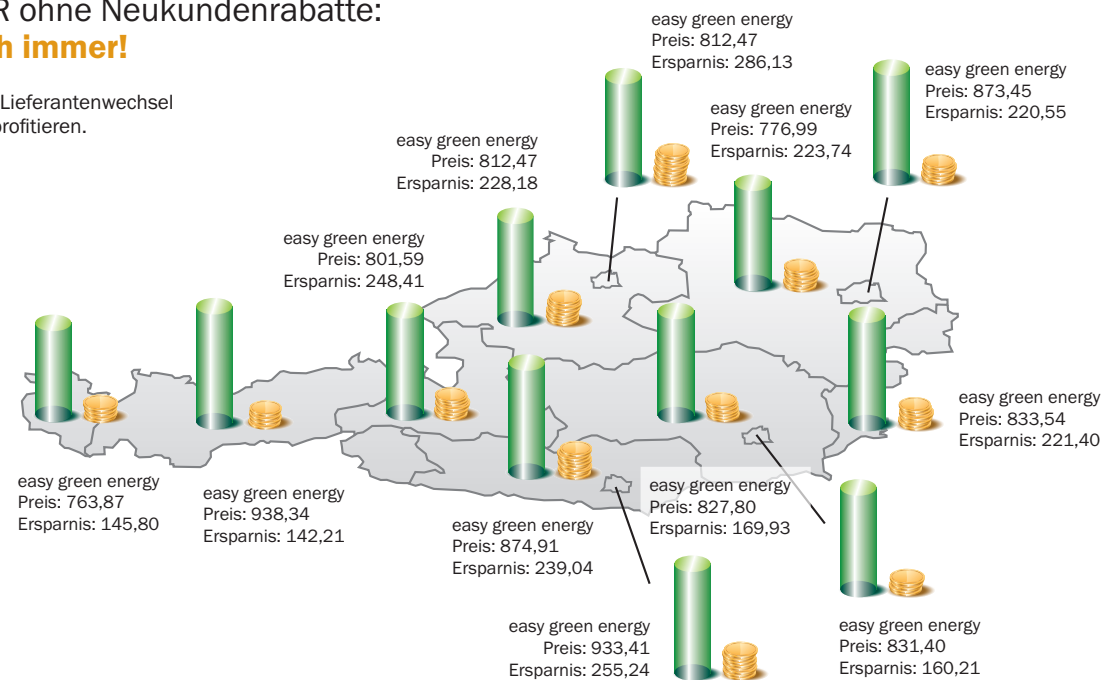 R ohne Neukundenrabatte:
h immer!
Lieferantenwechsel
profitieren.
easy green energy
Preis: 812,47
Ersparnis: 286,13
easy green energy
Preis: 873,45
Ersparnis: 220,55
easy green energy
Preis: 776,99
Ersparnis: 223,74
easy green energy
Preis: 812,47
Ersparnis: 228,18
easy green energy
Preis: 801,59
Ersparnis: 248,41
easy green energy
Preis: 833,54
Ersparnis: 221,40
easy green energy
Preis: 763,87
Ersparnis: 145,80
easy green energy
Preis: 938,34
Ersparnis: 142,21
easy green energy
Preis: 874,91
Ersparnis: 239,04
easy green energy
Preis: 827,80
Ersparnis: 169,93
easy green energy
Preis: 933,41
Ersparnis: 255,24
easy green energy
Preis: 831,40
Ersparnis: 160,21